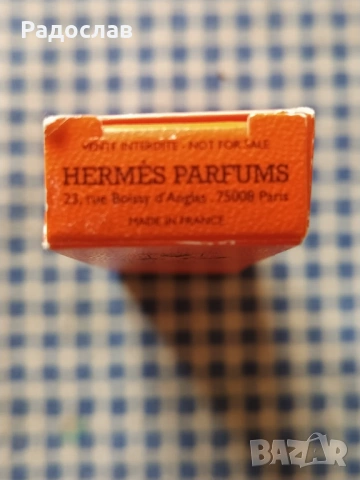 Радослав
VENTE INTERDITE - NOT FOR SALE
HERMÈS PARFUMS
23, rue Boissy d'Anglas . 75008 Paris
MADE IN FRANCE
BAZAR